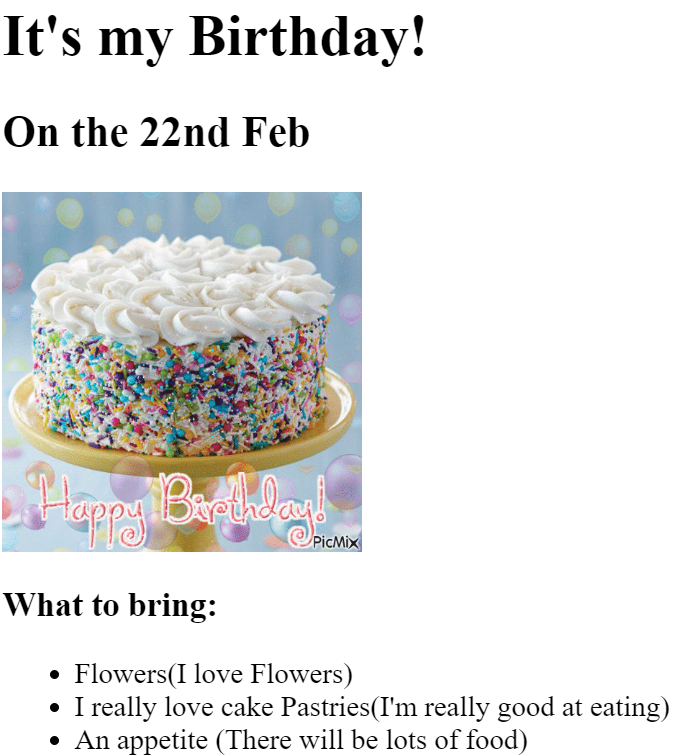 It's my Birthday!
On the 22nd Feb
Happy Birthday!
PicMix
What to bring:
Flowers(I love Flowers)
I really love cake Pastries(I'm really good at eating)
An appetite (There will be lots of food)